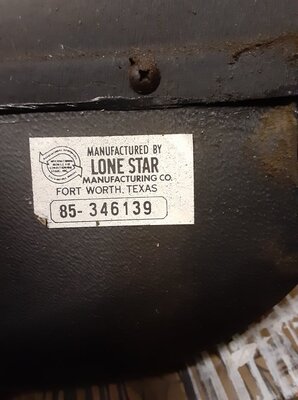 MANUFACTURED BY
LONE STAR
MANUFACTURING CO.
FORT WORTH, TEXAS
85- 346139